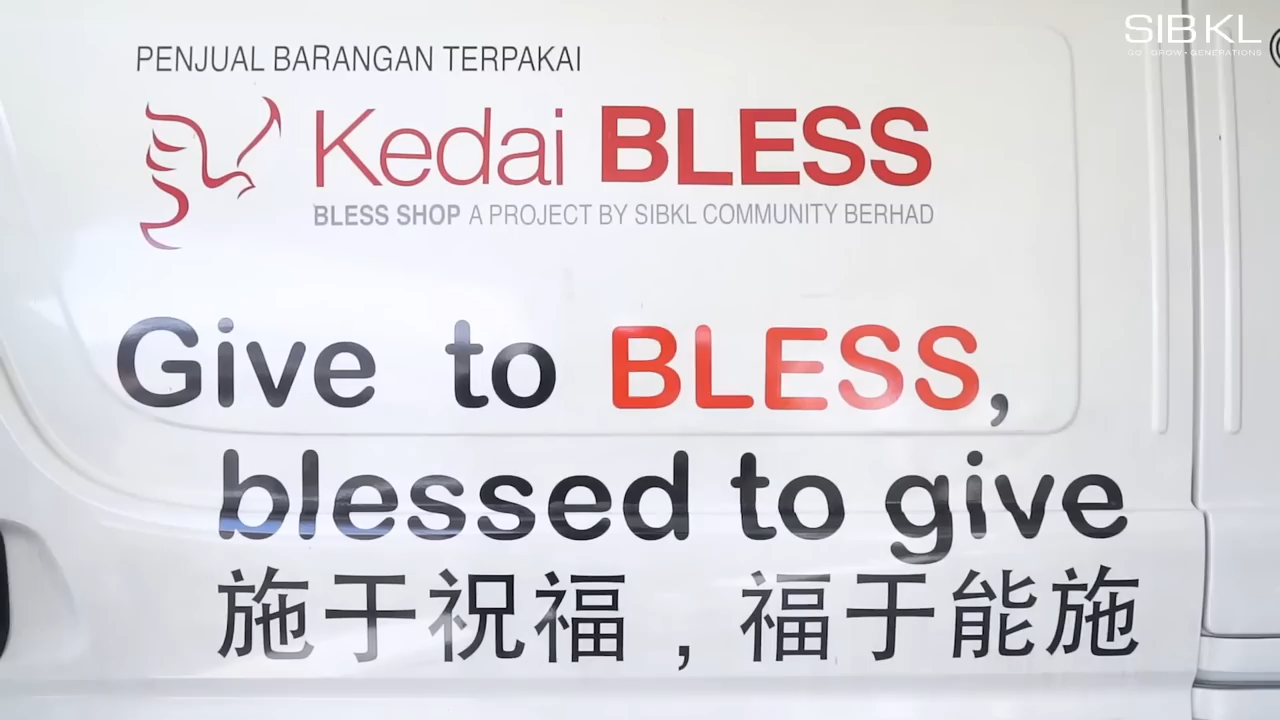 SIBKL
GO • GROW • GENERATIONS
PENJUAL BARANGAN TERPAKAI
Kedai BLESS
BLESS SHOP A PROJECT BY SIBKL COMMUNITY BERHAD
Give to BLESS,
blessed to give
施于祝福，福于能施